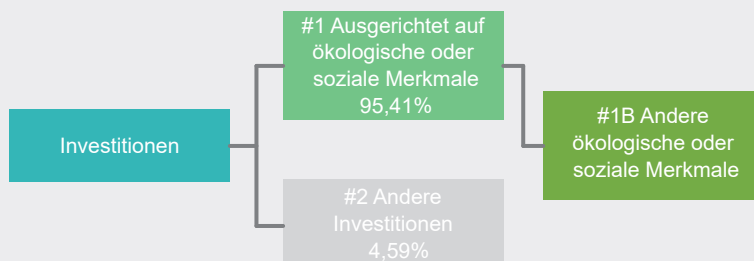 Investitionen
#1 Ausgerichtet auf
ökologische oder
soziale Merkmale
95,41%
#2 Andere
Investitionen
4,59%
#1B Andere
ökologische oder
soziale Merkmale